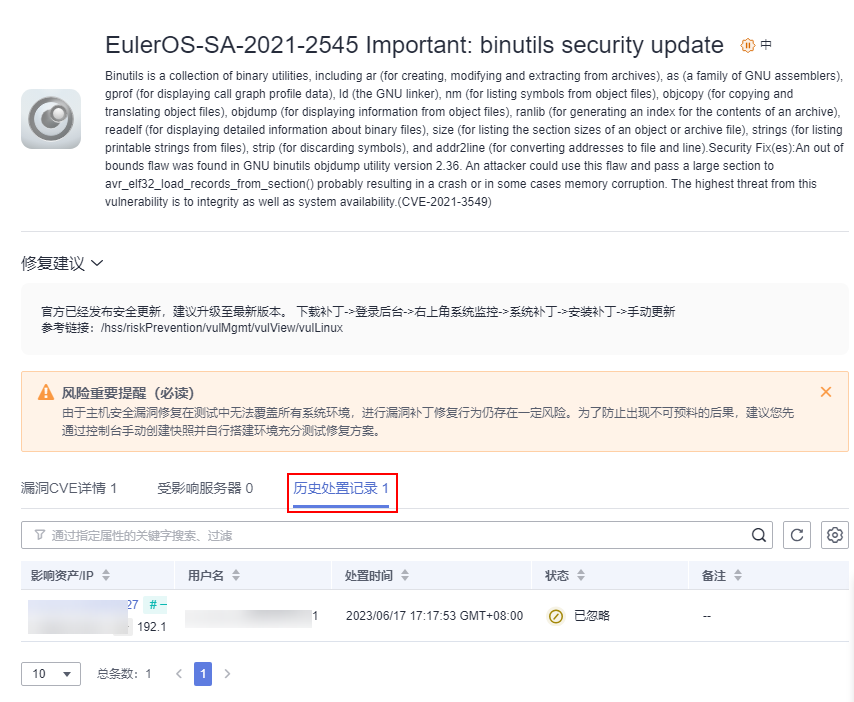 EulerOS-SA-2021-2545 Important: binutils security update 中
Binutils is a collection of binary utilities, including ar (for creating, modifying and extracting from archives), as (a family of GNU assemblers),
gprof (for displaying call graph profile data), ld (the GNU linker), nm (for listing symbols from object files), objcopy (for copying and
translating object files), objdump (for displaying information from object files), ranlib (for generating an index for the contents of an archive),
readelf (for displaying detailed information about binary files), size (for listing the section sizes of an object or archive file), strings (for listing
printable strings from files), strip (for discarding symbols), and addr2line (for converting addresses to file and line).Security Fix(es):An out of
bounds flaw was found in GNU binutils objdump utility version 2.36. An attacker could use this flaw and pass a large section to
avr_elf32_load_records_from_section() probably resulting in a crash or in some cases memory corruption. The highest threat from this
vulnerability is to integrity as well as system availability.(CVE-2021-3549)
修复建议
官方已经发布安全更新，建议升级至最新版本。 下载补丁->登录后台->右上角系统监控->系统补丁->安装补丁->手动更新
参考链接：/hss/riskPrevention/vulMgmt/vulView/vulLinux
风险重要提醒（必读）
由于主机安全漏洞修复在测试中无法覆盖所有系统环境，进行漏洞补丁修复行为仍存在一定风险。为了防止出现不可预料的后果，建议您先
通过控制台手动创建快照并自行搭建环境充分测试修复方案。
漏洞CVE详情 1 受影响服务器 0 历史处置记录 1
通过指定属性的关键字搜索、过滤
影响资产/IP 用户名 处置时间 状态 备注
27 # –
192.1 1 2023/06/17 17:17:53 GMT+08:00 已忽略 --
10 总条数：1 < 1 >